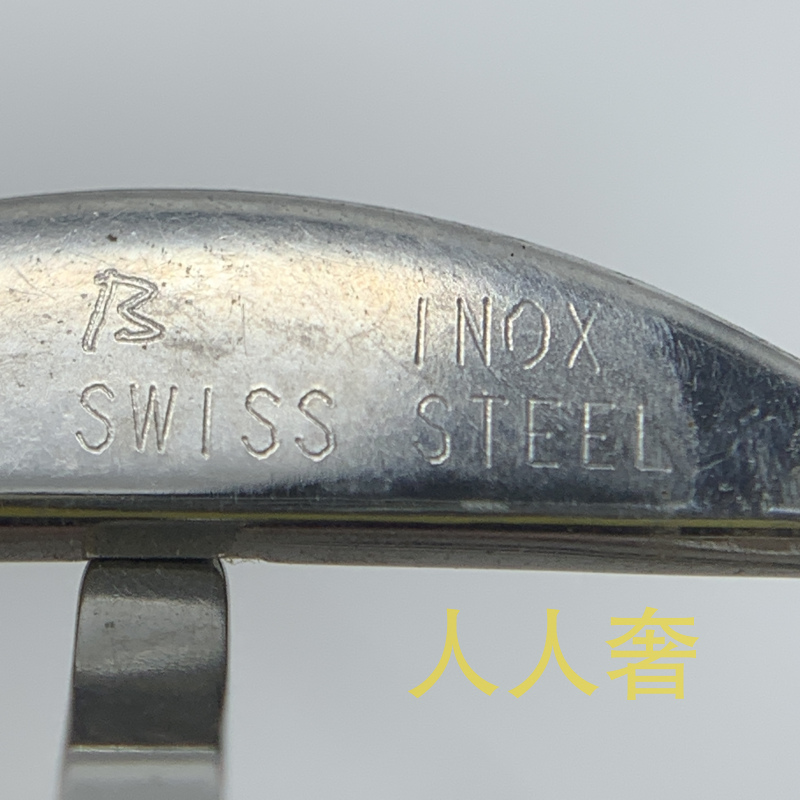 B INOX
SWISS STEEL
人人奢